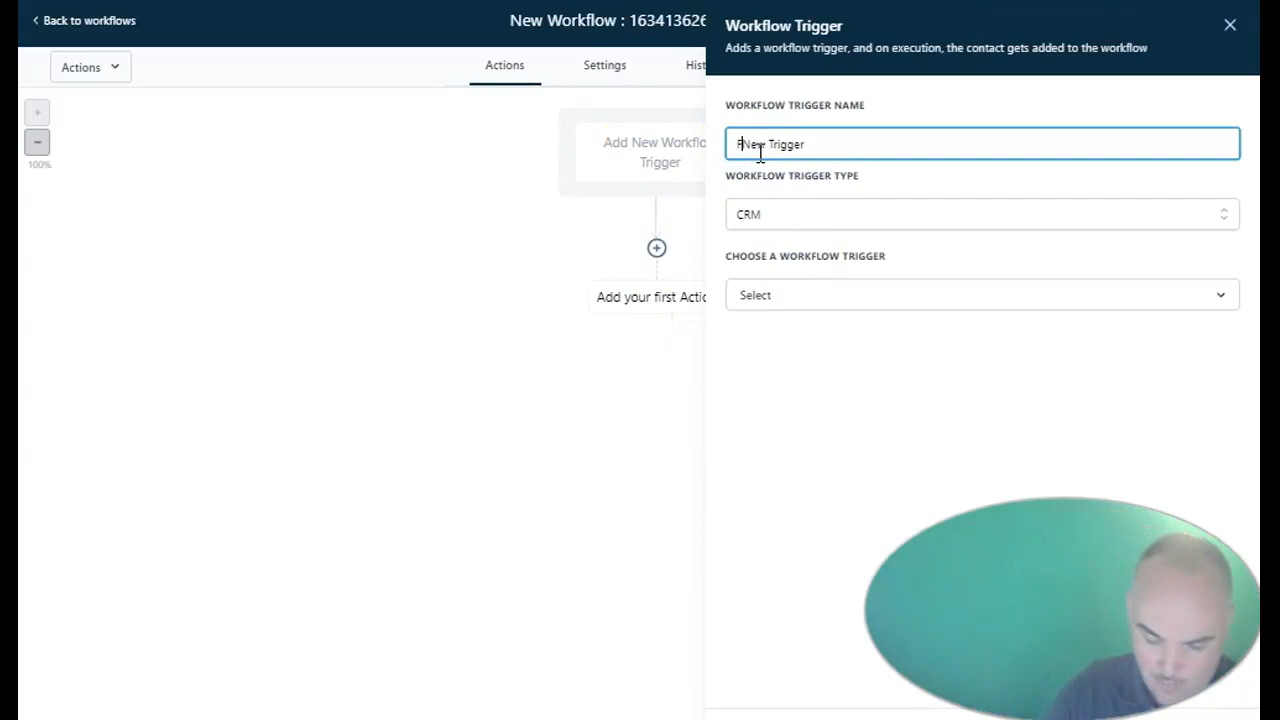 Back to workflows
New Workflow : 163413626
Workflow Trigger
Adds a workflow trigger, and on execution, the contact gets added to the workflow
Actions
Actions
Settings
Hist
100%
Add New Workflo
Trigger
Add your first Actio
WORKFLOW TRIGGER NAME
FNew Trigger
WORKFLOW TRIGGER TYPE
CRM
CHOOSE A WORKFLOW TRIGGER
Select